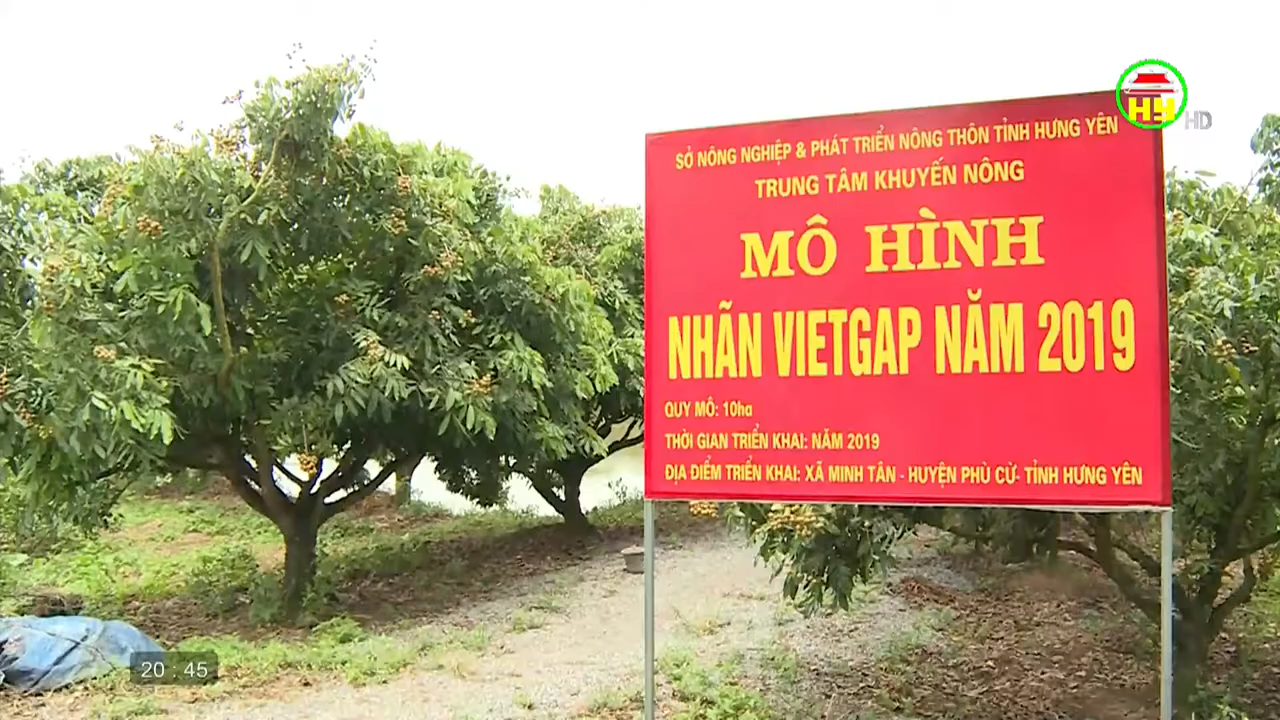 HY HD
SỞ NÔNG NGHIỆP & PHÁT TRIỂN NÔNG THÔN TỈNH HƯNG YÊN
TRUNG TÂM KHUYẾN NÔNG
MÔ HÌNH
NHÃN VIETGAP NĂM 2019
QUY MÔ: 10ha
THỜI GIAN TRIỂN KHAI: NĂM 2019
DỊA ĐIỂM TRIỂN KHAI: XÃ MINH TÂN - HUYỆN PHÙ CỪ- TỈNH HƯNG YÊN
20 : 45